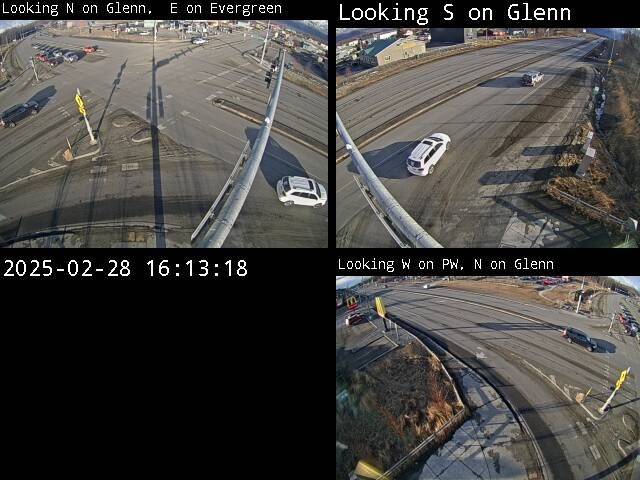 Looking N on Glenn,  E on Evergreen
Looking S on Glenn
2025-02-28 16:13:18
Looking W on PW, N on Glenn